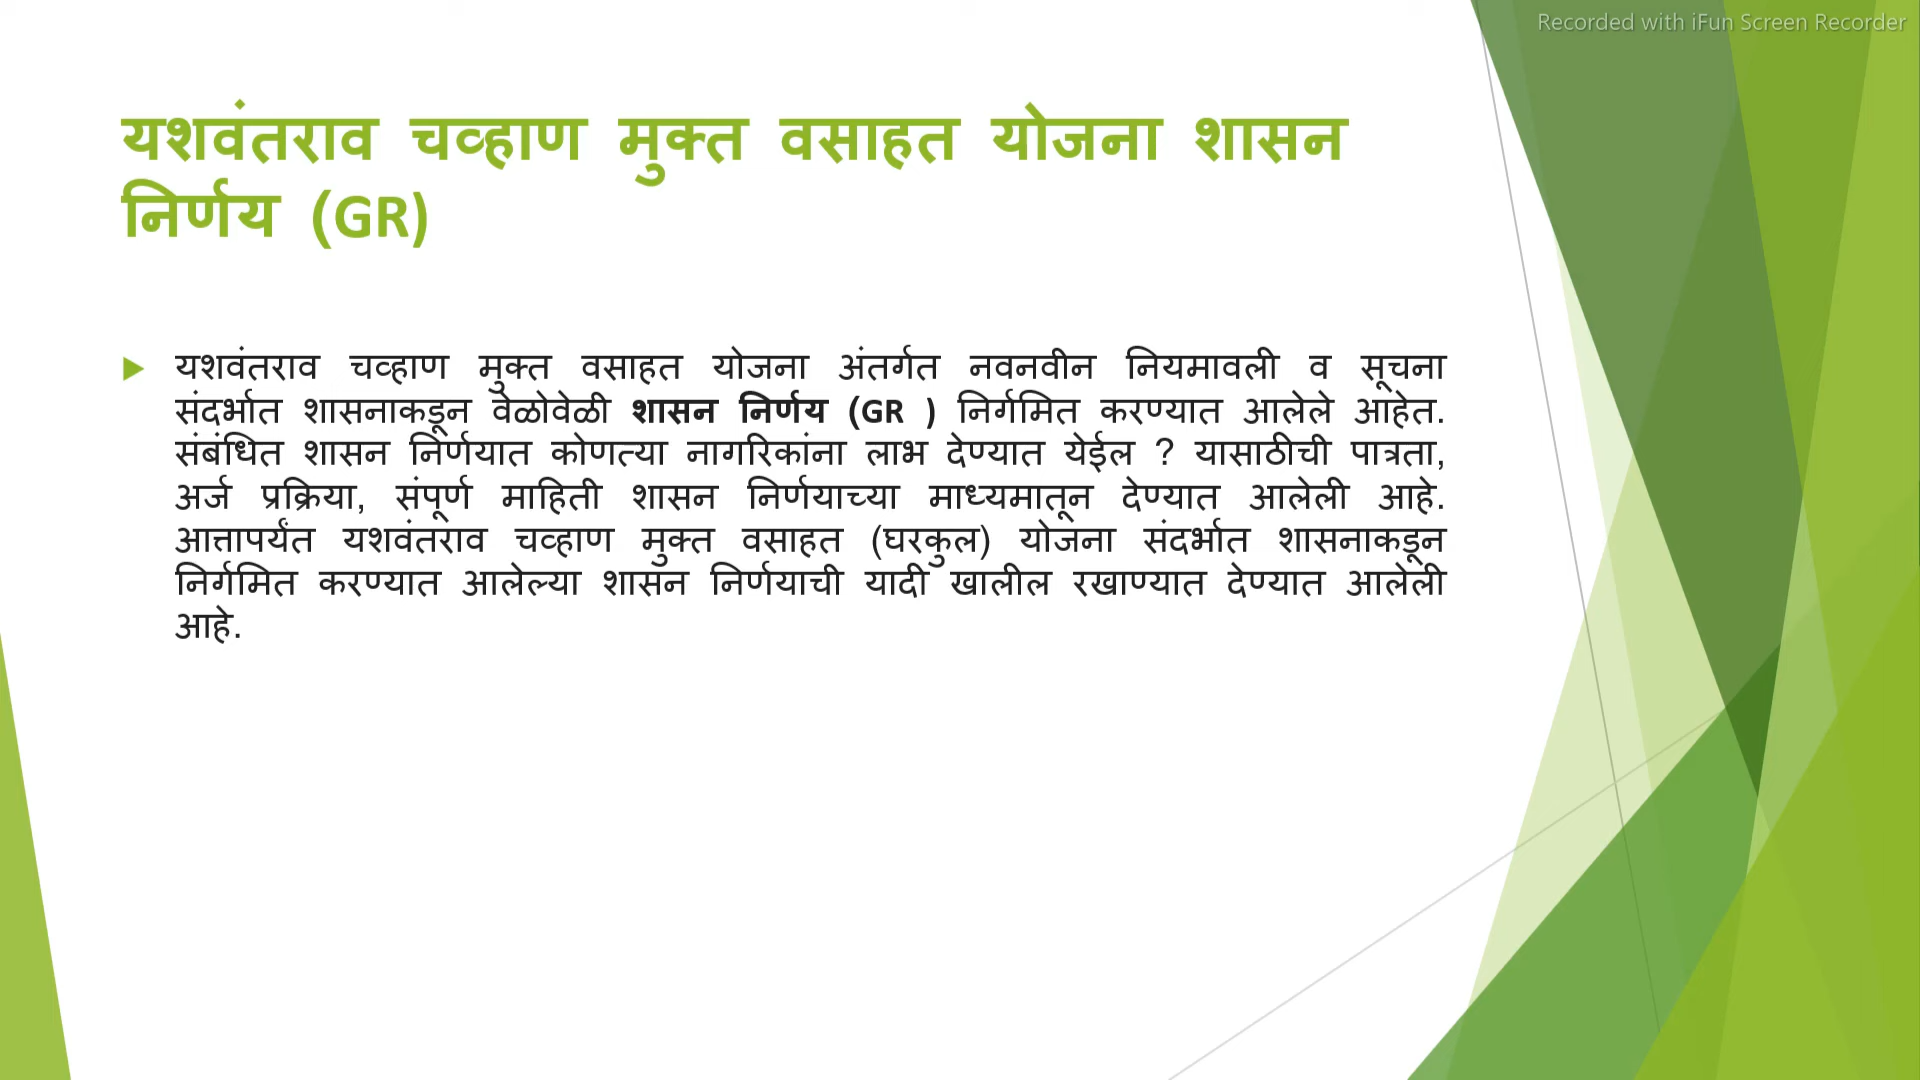 Recorded with iFun Screen Recorder
यशवंतराव चव्हाण मुक्त वसाहत योजना शासन
निर्णय (GR)
यशवंतराव चव्हाण मुक्त वसाहत योजना अंतर्गत नवनवीन नियमावली व सूचना
संदर्भात शासनाकडून वेळोवेळी शासन निर्णय (GR ) निर्गमित करण्यात आलेले आहेत.
संबंधित शासन निर्णयात कोणत्या नागरिकांना लाभ देण्यात येईल ? यासाठीची पात्रता,
अर्ज प्रक्रिया, संपूर्ण माहिती शासन निर्णयाच्या माध्यमातून देण्यात आलेली आहे.
आत्तापर्यंत यशवंतराव चव्हाण मुक्त वसाहत (घरकुल) योजना संदर्भात शासनाकडून
निर्गमित करण्यात आलेल्या शासन निर्णयाची यादी खालील रखाण्यात देण्यात आलेली
आहे.